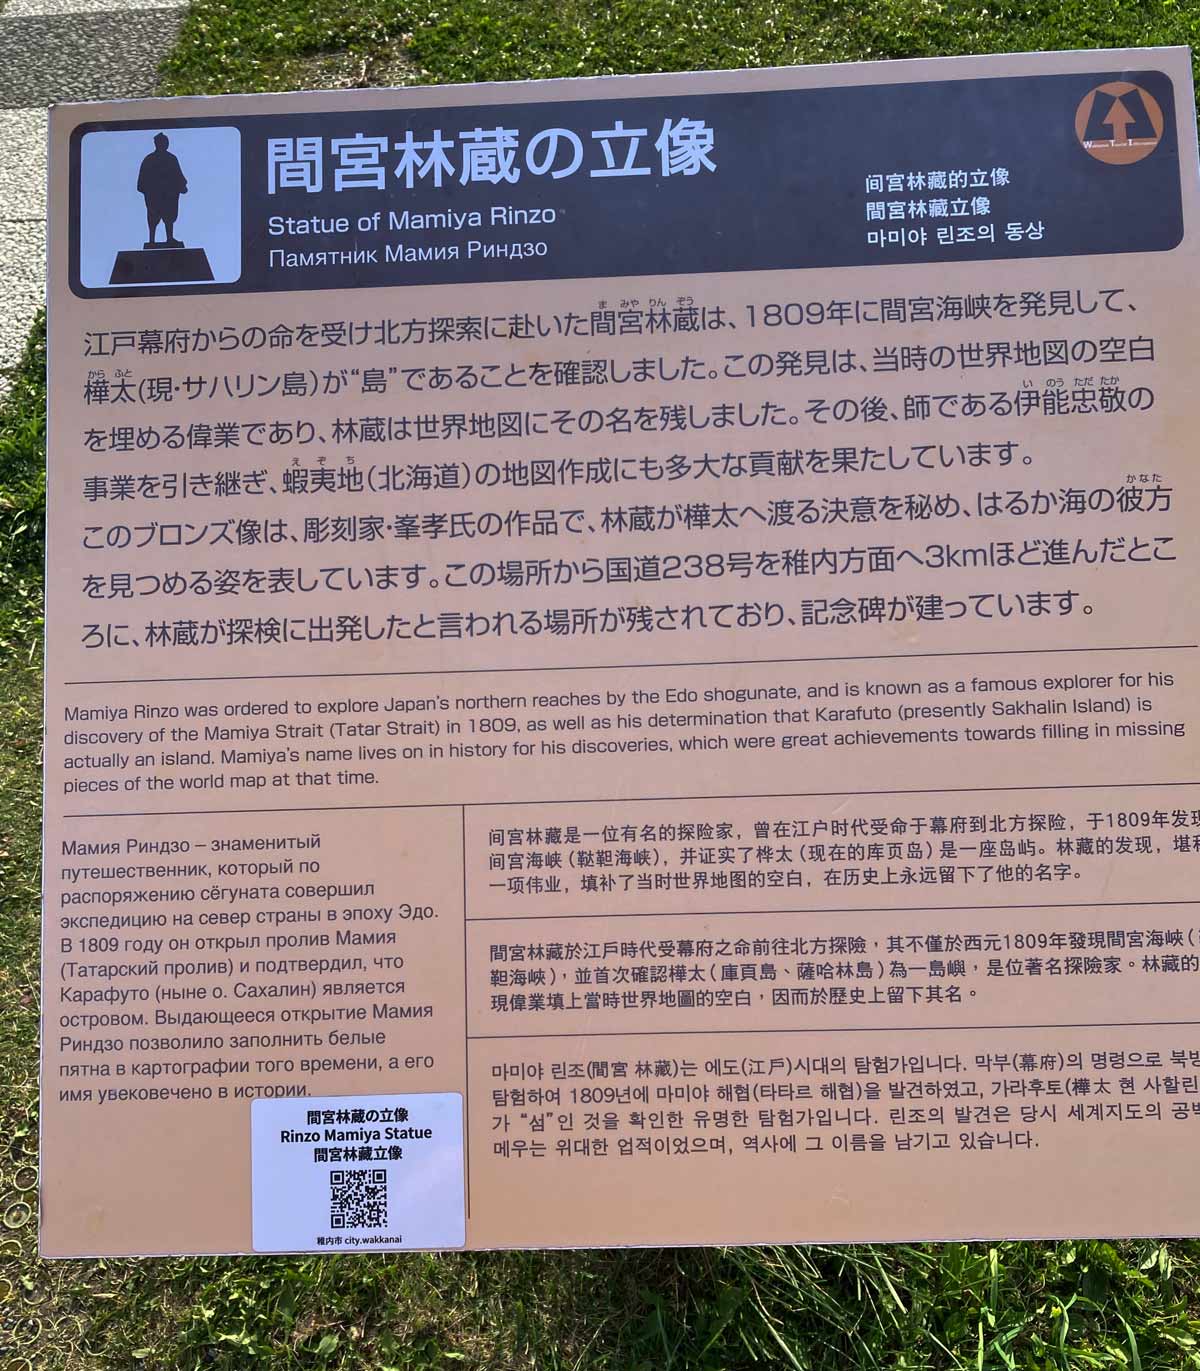 間宮林蔵の立像
Statue of Mamiya Rinzo
Памятник Мамия Риндзо
间宫林藏的立像
間宮林藏立像
마미야 린조의 동상
Wakkanai Tourist Information
江戸幕府からの命を受け北方探索に赴いた間宮林蔵は、1809年に間宮海峡を発見して、
樺太(現・サハリン島)が“島”であることを確認しました。この発見は、当時の世界地図の空白
を埋める偉業であり、林蔵は世界地図にその名を残しました。その後、師である伊能忠敬の
事業を引き継ぎ、蝦夷地(北海道)の地図作成にも多大な貢献を果たしています。
このブロンズ像は、彫刻家・峯孝氏の作品で、林蔵が樺太へ渡る決意を秘め、はるか海の彼方
を見つめる姿を表しています。この場所から国道238号を稚内方面へ3kmほど進んだとこ
ろに、林蔵が探検に出発したと言われる場所が残されており、記念碑が建っています。
Mamiya Rinzo was ordered to explore Japan's northern reaches by the Edo shogunate, and is known as a famous explorer for his
discovery of the Mamiya Strait (Tatar Strait) in 1809, as well as his determination that Karafuto (presently Sakhalin Island) is
actually an island. Mamiya's name lives on in history for his discoveries, which were great achievements towards filling in missing
pieces of the world map at that time.
Мамия Риндзо – знаменитый
путешественник, который по
распоряжению сёгуната совершил
экспедицию на север страны в эпоху Эдо.
В 1809 году он открыл пролив Мамия
(Татарский пролив) и подтвердил, что
Карафуто (ныне о. Сахалин) является
островом. Выдающееся открытие Мамия
Риндзо позволило заполнить белые
пятна в картографии того времени, а его
имя увековечено в истории.
间宫林藏是一位有名的探险家，曾在江户时代受命于幕府到北方探险，于1809年发现
间宫海峡（鞑靼海峡），并证实了桦太（现在的库页岛）是一座岛屿。林藏的发现，堪称
一项伟业，填补了当时世界地图的空白，在历史上永远留下了他的名字。
間宮林藏於江戶時代受幕府之命前往北方探險，其不僅於西元1809年發現間宮海峽（
靼海峽），並首次確認樺太（庫頁島、薩哈林島）為一島嶼，是位著名探險家。林藏的
現偉業填上當時世界地圖的空白，因而於歷史上留下其名。
마미야 린조(間宮 林藏)는 에도(江戶)시대의 탐험가입니다. 막부(幕府)의 명령으로 북방
탐험하여 1809년에 마미야 해협(타타르 해협)을 발견하였고, 가라후토(樺太 현 사할린
가 “섬”인 것을 확인한 유명한 탐험가입니다. 린조의 발견은 당시 세계지도의 공백
메우는 위대한 업적이었으며, 역사에 그 이름을 남기고 있습니다.
間宮林蔵の立像
Rinzo Mamiya Statue
間宮林藏立像
稚内市 city.wakkanai